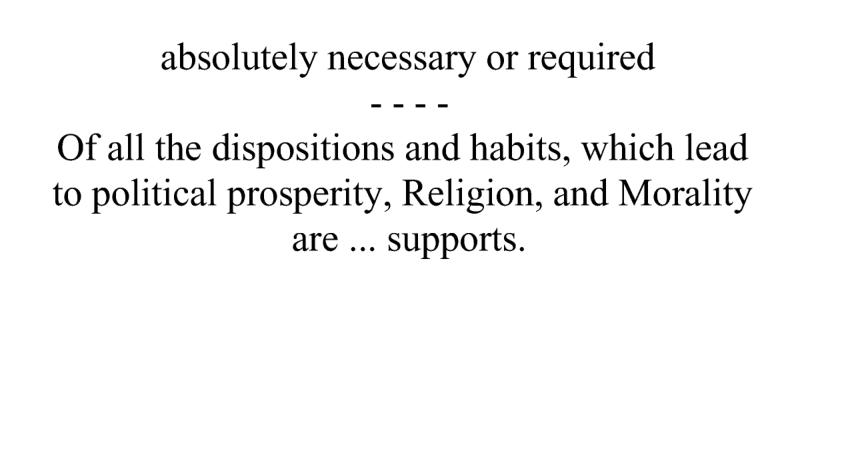 absolutely necessary or required
- - - -
Of all the dispositions and habits, which lead
to political prosperity, Religion, and Morality
are ... supports.